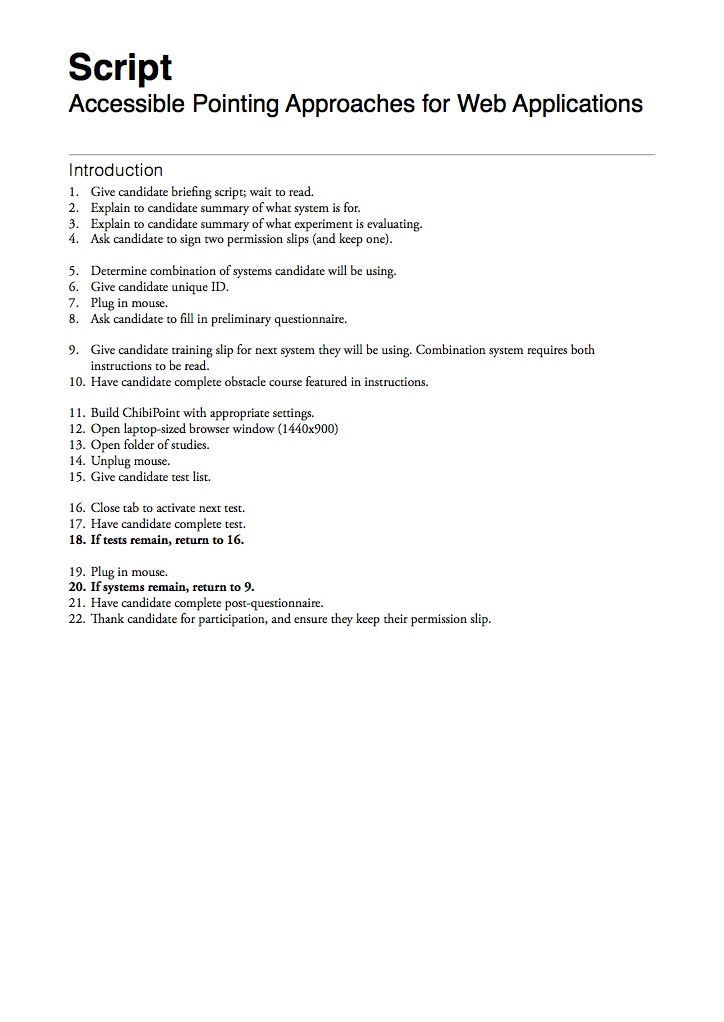 Script
Accessible Pointing Approaches for Web Applications
Introduction
1. Give candidate briefing script; wait to read.
2. Explain to candidate summary of what system is for.
3. Explain to candidate summary of what experiment is evaluating.
4. Ask candidate to sign two permission slips (and keep one).
5. Determine combination of systems candidate will be using.
6. Give candidate unique ID.
7. Plug in mouse.
8. Ask candidate to fill in preliminary questionnaire.
9. Give candidate training slip for next system they will be using. Combination system requires both
instructions to be read.
10. Have candidate complete obstacle course featured in instructions.
11. Build ChibiPoint with appropriate settings.
12. Open laptop-sized browser window (1440x900)
13. Open folder of studies.
14. Unplug mouse.
15. Give candidate test list.
16. Close tab to activate next test.
17. Have candidate complete test.
18. If tests remain, return to 16.
19. Plug in mouse.
20. If systems remain, return to 9.
21. Have candidate complete post-questionnaire.
22. Thank candidate for participation, and ensure they keep their permission slip.